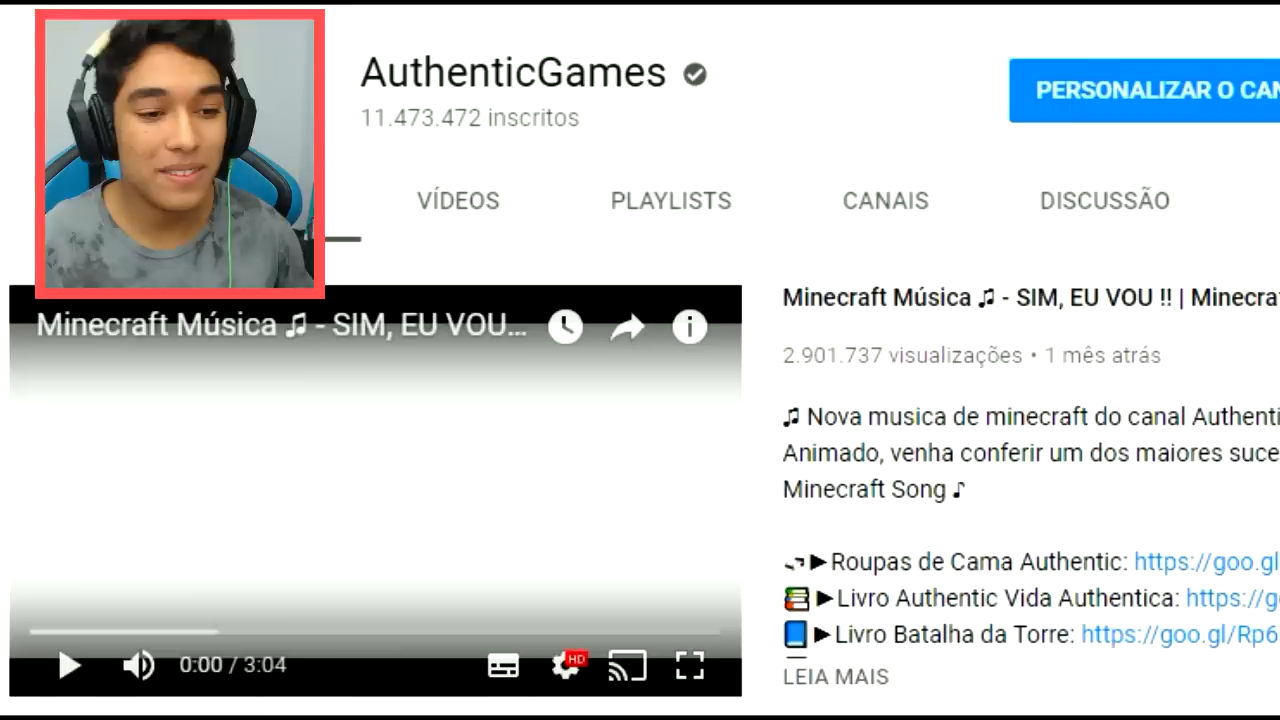 AuthenticGames
11.473.472 inscritos
PERSONALIZAR O CAN
VÍDEOS
PLAYLISTS
CANAIS
DISCUSSÃO
Minecraft Música ♫ - SIM, EU VOU...
HD
0:00 / 3:04
Minecraft Música ♫ - SIM, EU VOU !! | Minecra
2.901.737 visualizações • 1 mês atrás
♫ Nova musica de minecraft do canal Authenti
Animado, venha conferir um dos maiores suce
Minecraft Song ♪
►Roupas de Cama Authentic: https://goo.gl
►Livro Authentic Vida Authentica: https://g
►Livro Batalha da Torre: https://goo.gl/Rp6
LEIA MAIS